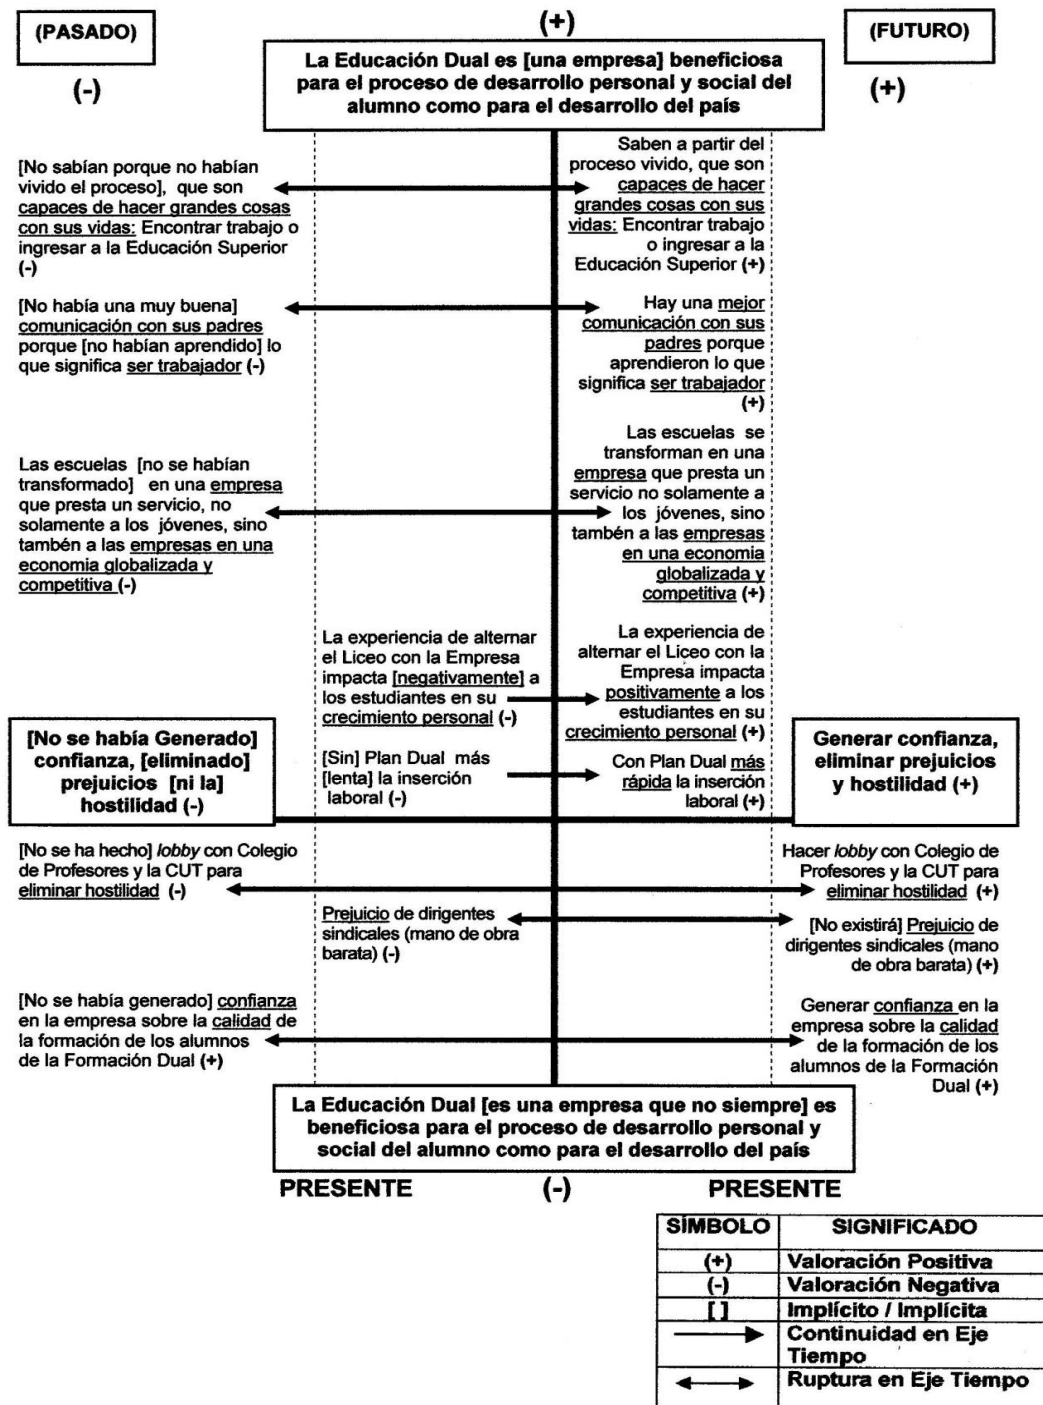 (PASADO)
(-)
(+)
(FUTURO)
(+)
La Educación Dual es [una empresa] beneficiosa
para el proceso de desarrollo personal y social del
alumno como para el desarrollo del país
[No sabían porque no habían
vivido el proceso], que son
capaces de hacer grandes cosas
con sus vidas: Encontrar trabajo o
ingresar a la Educación Superior
(-)
Saben a partir del
proceso vivido, que son
capaces de hacer
grandes cosas con sus
vidas: Encontrar trabajo
o ingresar a la
Educación Superior (+)
[No había una muy buena]
comunicación con sus padres
porque [no habían aprendido] lo
que significa ser trabajador (-)
Hay una mejor
comunicación con sus
padres porque
aprendieron lo que
significa ser trabajador
(+)
Las escuelas [no se habían
transformado] en una empresa
que presta un servicio, no
solamente a los jóvenes, sino
tambén a las empresas en una
economia globalizada y
competitiva (-)
Las escuelas se
transforman en una
empresa que presta un
servicio no solamente a
los jóvenes, sino
tambén a las empresas
en una economía
globalizada y
competitiva (+)
La experiencia de alternar
el Liceo con la Empresa
impacta [negativamente] a
los estudiantes en su
crecimiento personal (-)
La experiencia de
alternar el Liceo con la
Empresa impacta
positivamente a los
estudiantes en su
crecimiento personal (+)
[No se había Generado]
confianza, [eliminado]
prejuicios [ni la]
hostilidad (-)
[Sin] Plan Dual más
[lenta] la inserción
laboral (-)
Con Plan Dual más
rápida la inserción
laboral (+)
Generar confianza,
eliminar prejuicios
y hostilidad (+)
[No se ha hecho] lobby con Colegio
de Profesores y la CUT para
eliminar hostilidad (-)
Hacer lobby con Colegio de
Profesores y la CUT para
eliminar hostilidad (+)
Prejuicio de dirigentes
sindicales (mano de obra
barata) (-)
[No existirá] Prejuicio de
dirigentes sindicales (mano
de obra barata) (+)
[No se había generado] confianza
en la empresa sobre la calidad de
la formación de los alumnos
de la Formación Dual (+)
Generar confianza en la
empresa sobre la calidad
de la formación de los
alumnos de la Formación
Dual (+)
La Educación Dual [es una empresa que no siempre] es
beneficiosa para el proceso de desarrollo personal y
social del alumno como para el desarrollo del país
PRESENTE
(-)
PRESENTE
SÍMBOLO SIGNIFICADO
(+) Valoración Positiva
(-) Valoración Negativa
[ ] Implícito / Implícita
Continuidad en Eje
Tiempo
Ruptura en Eje Tiempo